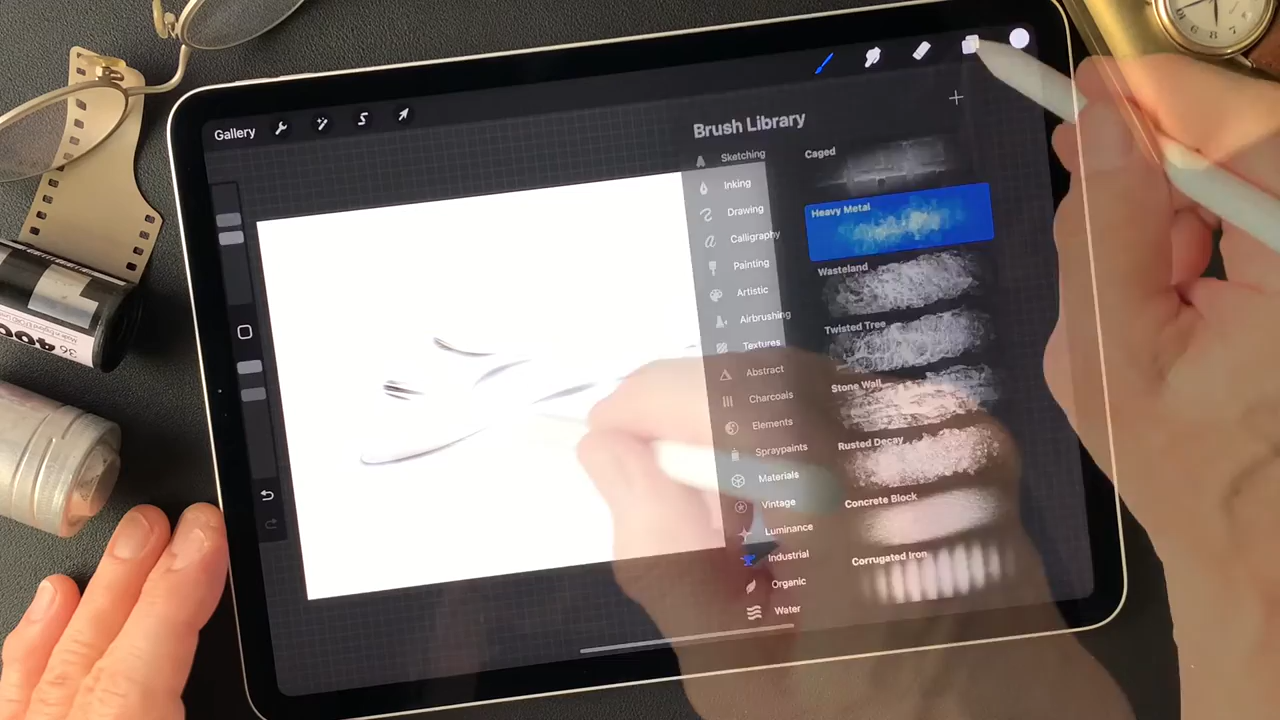 Gallery
Brush Library
Sketching
Inking
Drawing
Calligraphy
Painting
Artistic
Airbrushing
Textures
Abstract
Charcoals
Elements
Spraypaints
Materials
Vintage
Luminance
Industrial
Organic
Water
Caged
Heavy Metal
Wasteland
Twisted Tree
Stone Wall
Rusted Decay
Concrete Block
Corrugated Iron
36
400